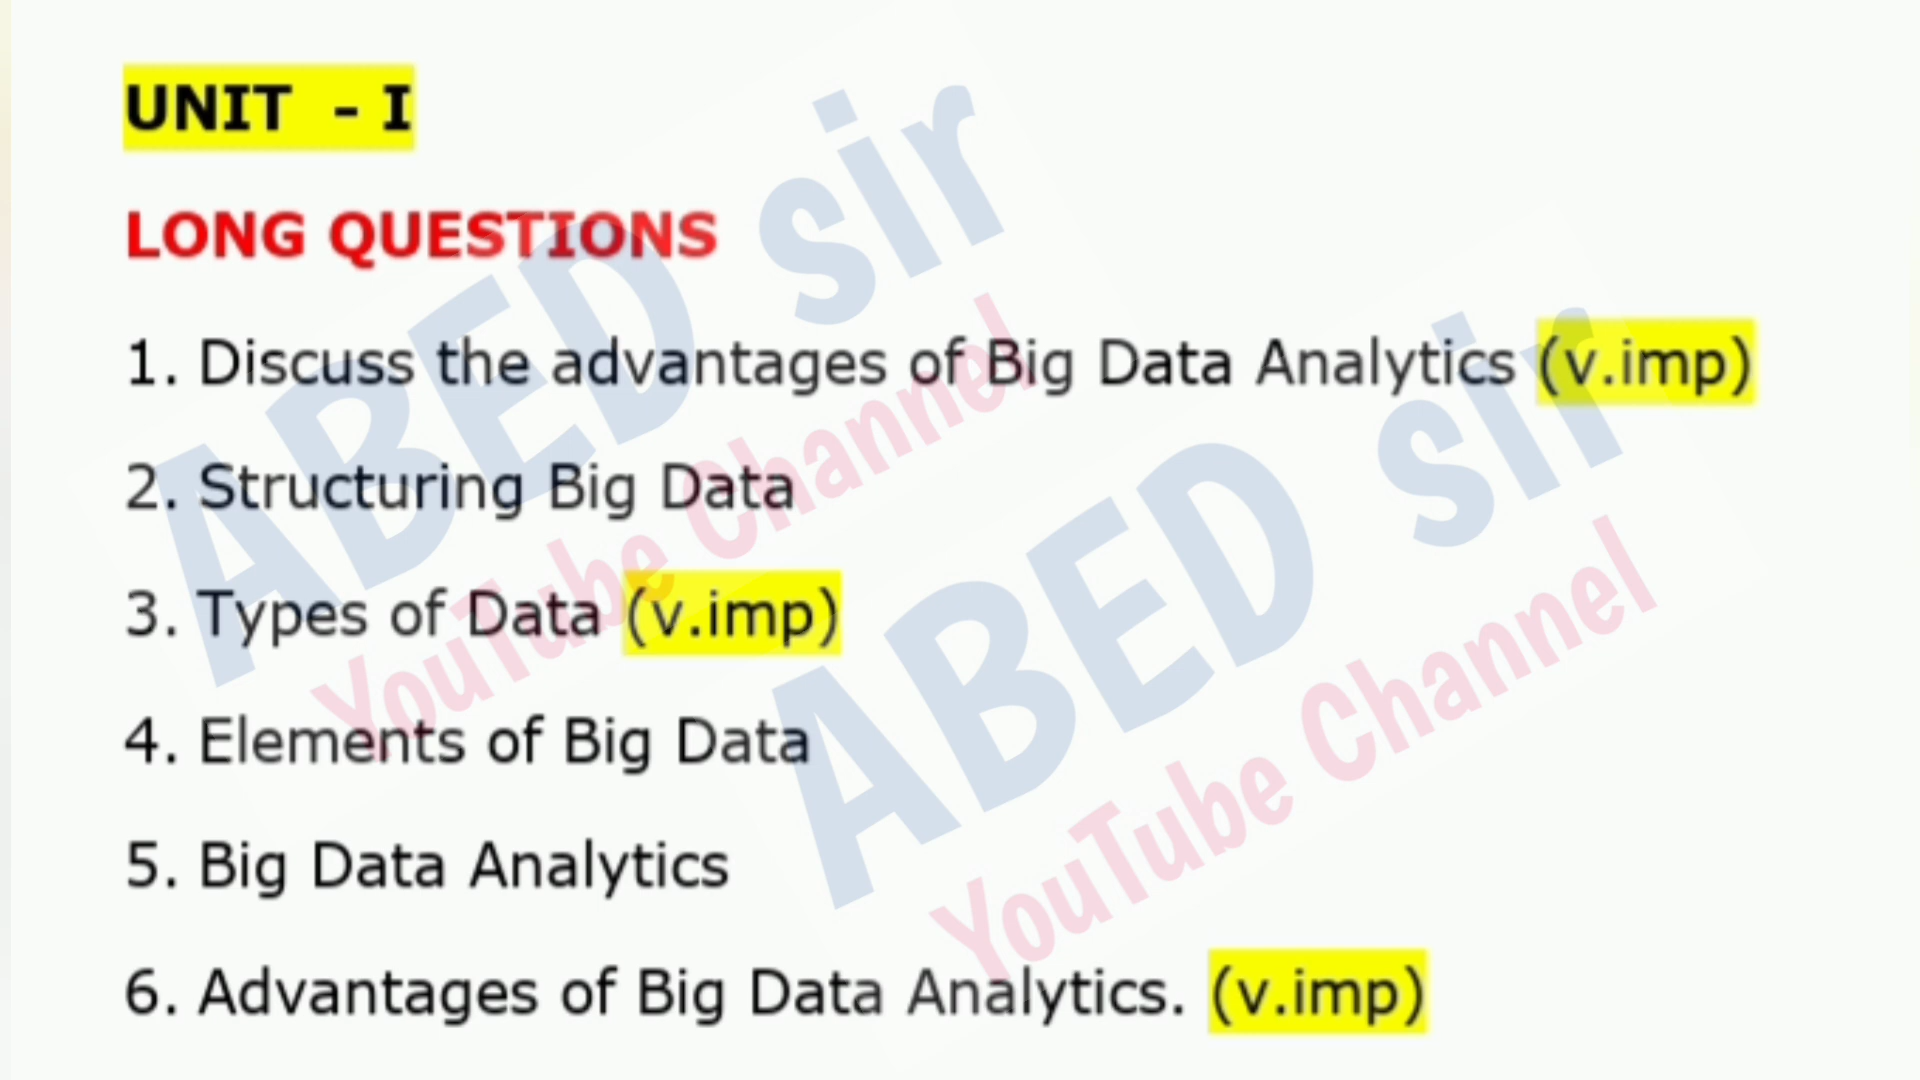 UNIT - I
LONG QUESTIONS
1. Discuss the advantages of Big Data Analytics (v.imp)
2. Structuring Big Data
3. Types of Data (v.imp)
4. Elements of Big Data
5. Big Data Analytics
6. Advantages of Big Data Analytics. (v.imp)
ABED sir
YouTube Channel
ABED sir
YouTube Channel